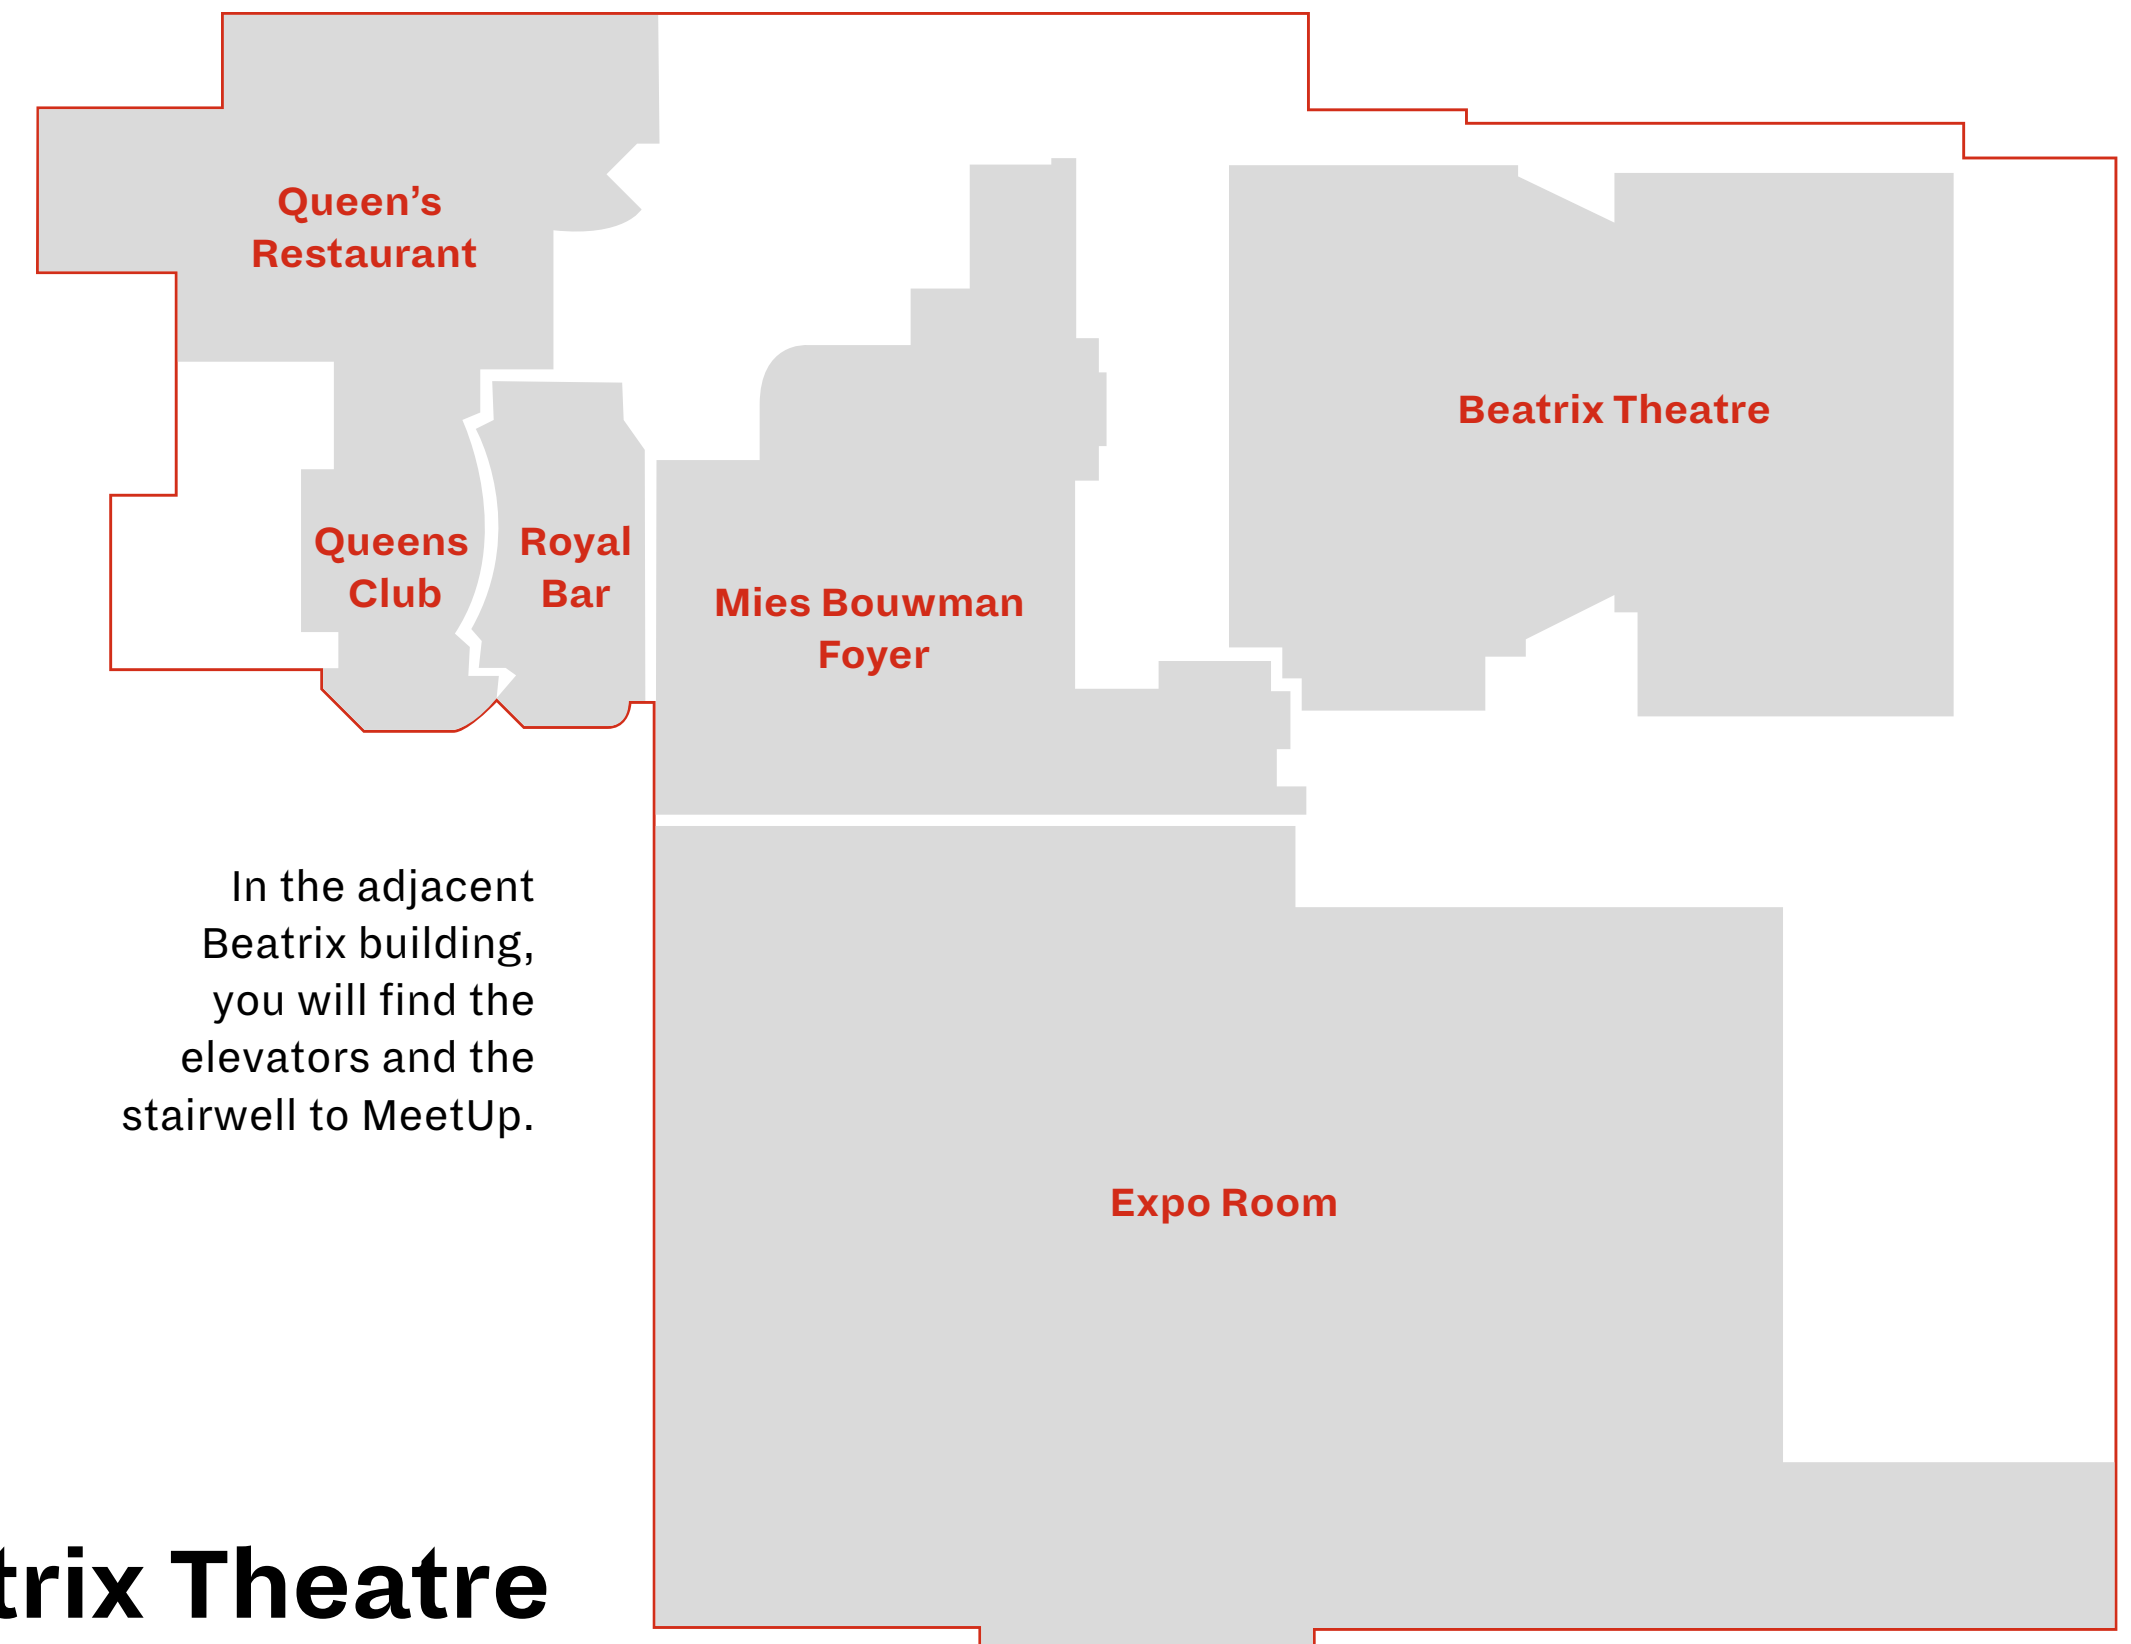 Queen’s
Restaurant
Beatrix Theatre
Queens
Club
Royal
Bar
Mies Bouwman
Foyer
In the adjacent
Beatrix building,
you will find the
elevators and the
stairwell to MeetUp.
Expo Room
trix Theatre